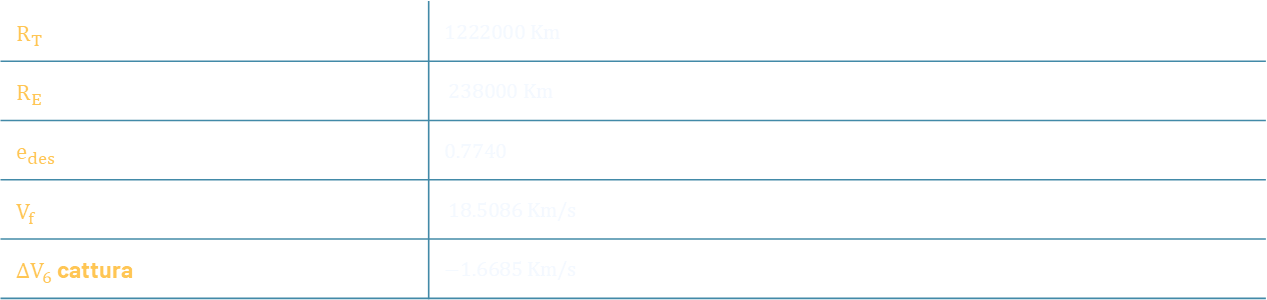 R_T 1222000 Km
R_E 238000 Km
e_des 0.7740
V_f 18.5086 Km/s
ΔV_6 cattura −1.6685 Km/s